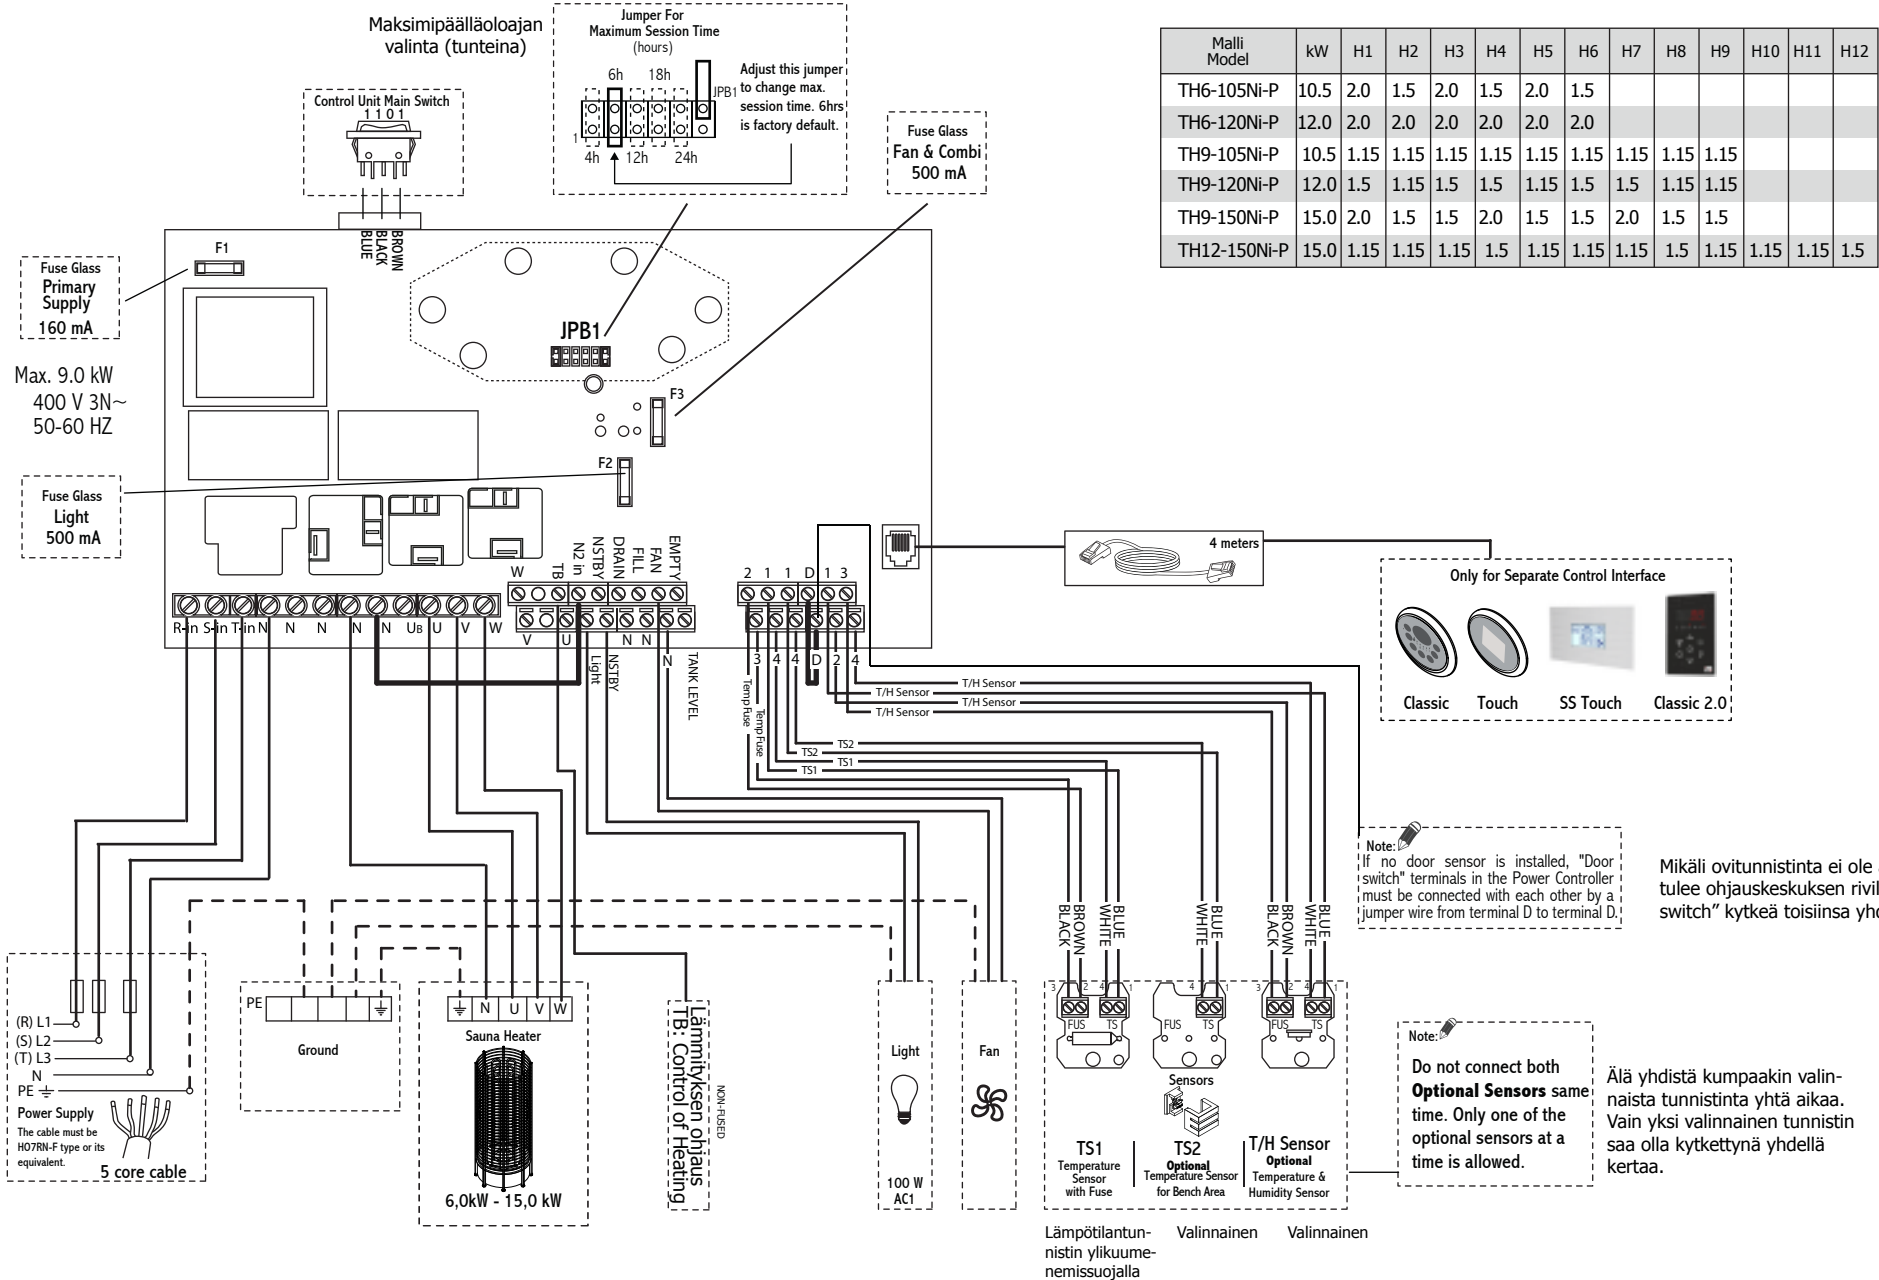 Maksimipäälläoloajan
valinta (tunteina)
Jumper For
Maximum Session Time
(hours)
6h 18h
JPB1
1
4h 12h 24h
Adjust this jumper
to change max.
session time. 6hrs
is factory default.
Control Unit Main Switch
1 1 0 1
BLUE
BLACK
BROWN
Fuse Glass
Fan & Combi
500 mA
Malli
Model kW H1 H2 H3 H4 H5 H6 H7 H8 H9 H10 H11 H12
TH6-105Ni-P 10.5 2.0 1.5 2.0 1.5 2.0 1.5
TH6-120Ni-P 12.0 2.0 2.0 2.0 2.0 2.0 2.0
TH9-105Ni-P 10.5 1.15 1.15 1.15 1.15 1.15 1.15 1.15 1.15 1.15
TH9-120Ni-P 12.0 1.5 1.15 1.5 1.5 1.15 1.5 1.5 1.15 1.15
TH9-150Ni-P 15.0 2.0 1.5 1.5 2.0 1.5 1.5 2.0 1.5 1.5
TH12-150Ni-P 15.0 1.15 1.15 1.15 1.5 1.15 1.15 1.15 1.5 1.15 1.15 1.15 1.5
F1
Fuse Glass
Primary
Supply
160 mA
JPB1
F3
F2
Max. 9.0 kW
400 V 3N~
50-60 HZ
Fuse Glass
Light
500 mA
W
TB
N2 in
NSTBY
DRAIN
FILL
FAN
EMPTY
2 1 1 D 1 3
R-in S-in T-in N N N N N UB U V W
V U
Light
NSTBY
N N
N
TANK LEVEL
3 4 4 D 2 4
Temp Fuse
Temp Fuse
T/H Sensor
T/H Sensor
T/H Sensor
T/H Sensor
TS2
TS2
TS1
TS1
4 meters
Only for Separate Control Interface
Classic Touch SS Touch Classic 2.0
Note:
If no door sensor is installed, "Door
switch" terminals in the Power Controller
must be connected with each other by a
jumper wire from terminal D to terminal D.
Mikäli ovitunnistinta ei ole
tulee ohjauskeskuksen
switch” kytkeä toisiinsa
BLACK
BROWN
WHITE
BLUE
WHITE
BLUE
BLACK
BROWN
WHITE
BLUE
(R) L1
(S) L2
(T) L3
N
PE
Power Supply
The cable must be
HO7RN-F type or its
equivalent.
5 core cable
PE
Ground
N U V W
Sauna Heater
6,0kW - 15,0 kW
Lämmityksen ohjaus
TB: Control of Heating
NON-FUSED
Light
100 W
AC1
Fan
3 2 4 1
FUS TS
4 1
FUS TS
3 2 4 1
FUS TS
Sensors
TS1
Temperature
Sensor
with Fuse
TS2
Optional
Temperature Sensor
for Bench Area
T/H Sensor
Optional
Temperature &
Humidity Sensor
Lämpötilantun-
nistin ylikuume-
nemissuojalla
Valinnainen
Valinnainen
Note:
Do not connect both
Optional Sensors same
time. Only one of the
optional sensors at a
time is allowed.
Älä yhdistä kumpaakin valin-
naista tunnistinta yhtä aikaa.
Vain yksi valinnainen tunnistin
saa olla kytkettynä yhdellä
kertaa.